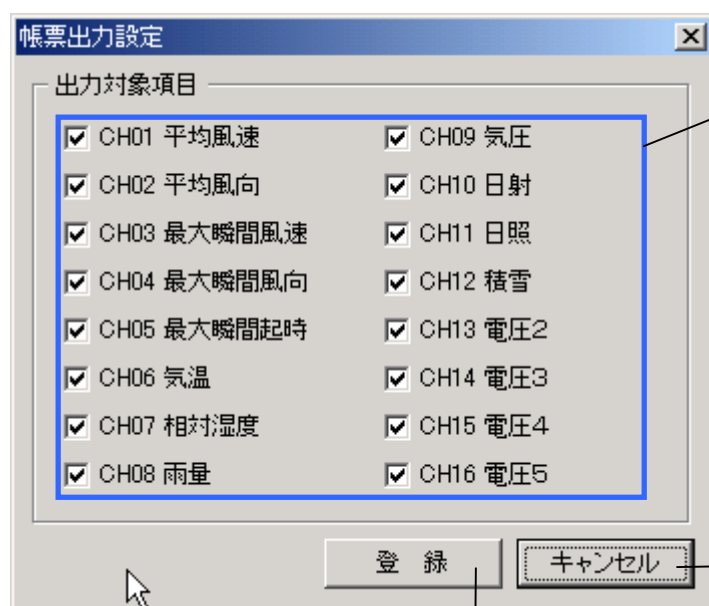 帳票出力設定
出力対象項目
CH01 平均風速
CH02 平均風向
CH03 最大瞬間風速
CH04 最大瞬間風向
CH05 最大瞬間起時
CH06 気温
CH07 相対湿度
CH08 雨量
CH09 気圧
CH10 日射
CH11 日照
CH12 積雪
CH13 電圧2
CH14 電圧3
CH15 電圧4
CH16 電圧5
登 録
キャンセル